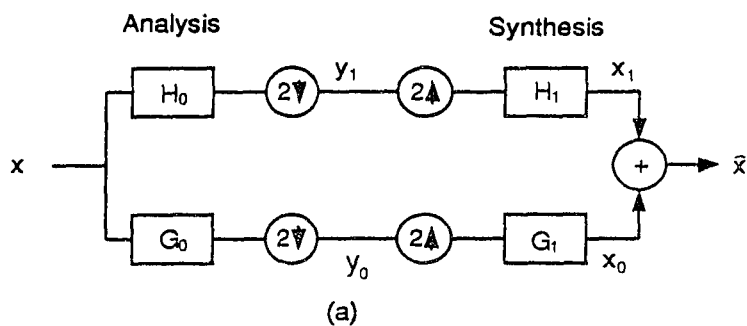 Analysis Synthesis
H₀ 2 y₁ 2 H₁ x₁
x + x̂
G₀ 2 y₀ 2 G₁ x₀
(a)